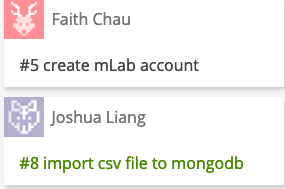 Faith Chau
#5 create mLab account
Joshua Liang
#8 import csv file to mongodb